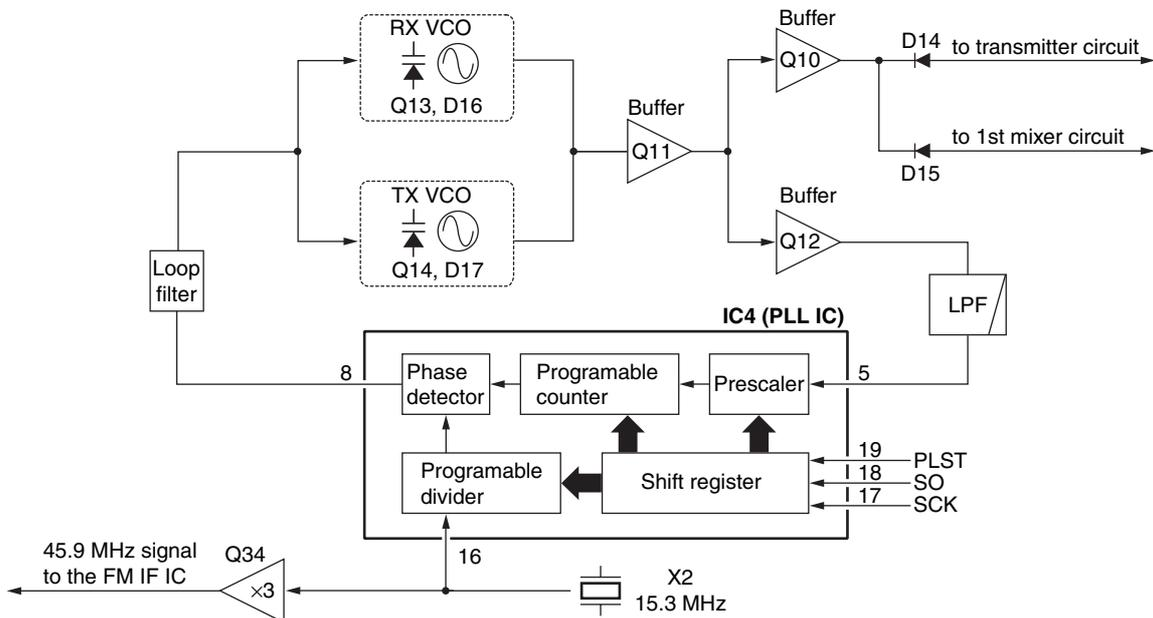 RX VCO
Q13, D16
TX VCO
Q14, D17
Buffer
Q11
Buffer
Q10
D14
to transmitter circuit
to 1st mixer circuit
D15
Buffer
Q12
LPF
Loop
filter
IC4 (PLL IC)
8
Phase
detector
Programable
counter
Prescaler
5
Programable
divider
Shift register
19
PLST
18
SO
17
SCK
16
45.9 MHz signal
to the FM IF IC
Q34
×3
X2
15.3 MHz